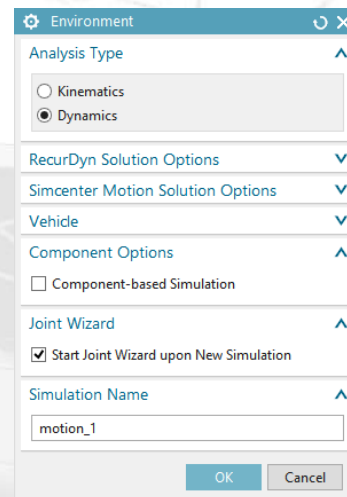 Environment
Analysis Type
Kinematics
Dynamics
RecurDyn Solution Options
Simcenter Motion Solution Options
Vehicle
Component Options
Component-based Simulation
Joint Wizard
Start Joint Wizard upon New Simulation
Simulation Name
motion_1
OK Cancel